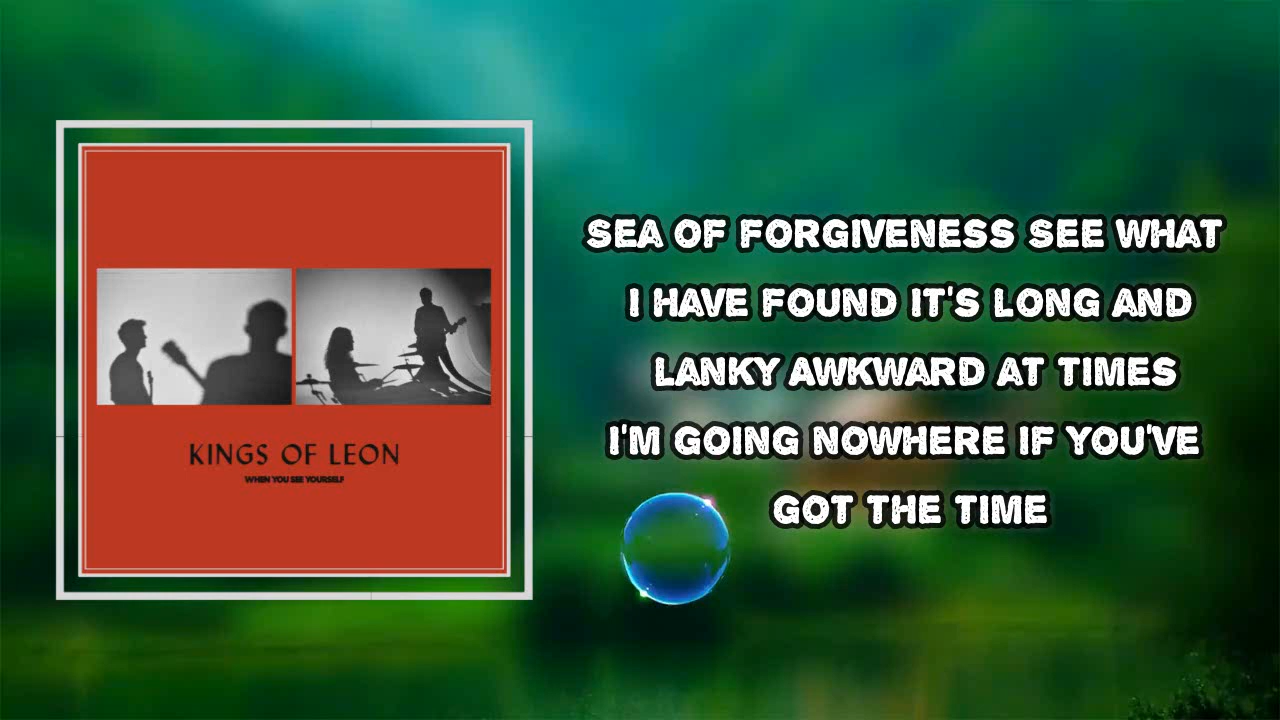 KINGS OF LEON
WHEN YOU SEE YOURSELF
SEA OF FORGIVENESS SEE WHAT
I HAVE FOUND IT'S LONG AND
LANKY AWKWARD AT TIMES
I'M GOING NOWHERE IF YOU'VE
GOT THE TIME